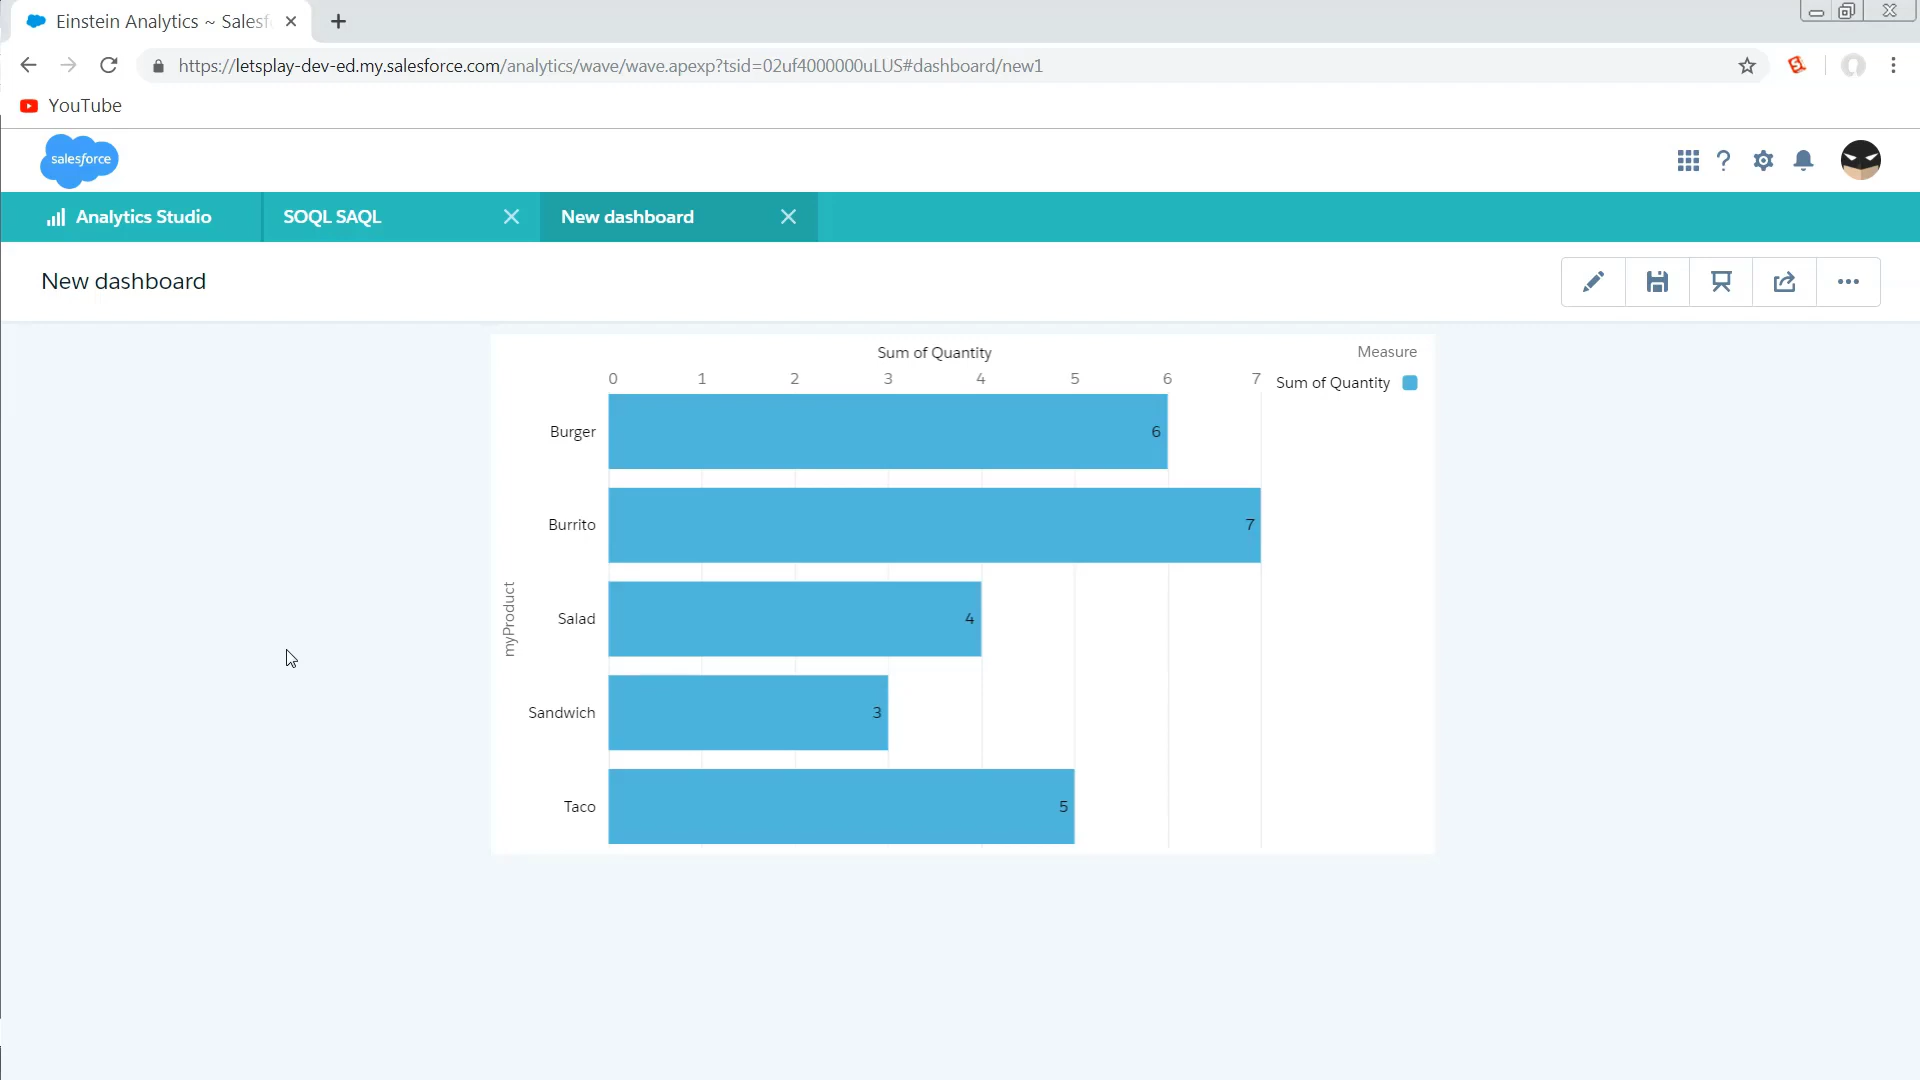 Einstein Analytics ~ Salesf
https://letsplay-dev-ed.my.salesforce.com/analytics/wave/wave.apexp?tsid=02uf4000000uLUS#dashboard/new1
YouTube
salesforce
Analytics Studio
SOQL SAQL
New dashboard
New dashboard
Sum of Quantity
Measure
0 1 2 3 4 5 6 7
Sum of Quantity
myProduct
Burger 6
Burrito 7
Salad 4
Sandwich 3
Taco 5